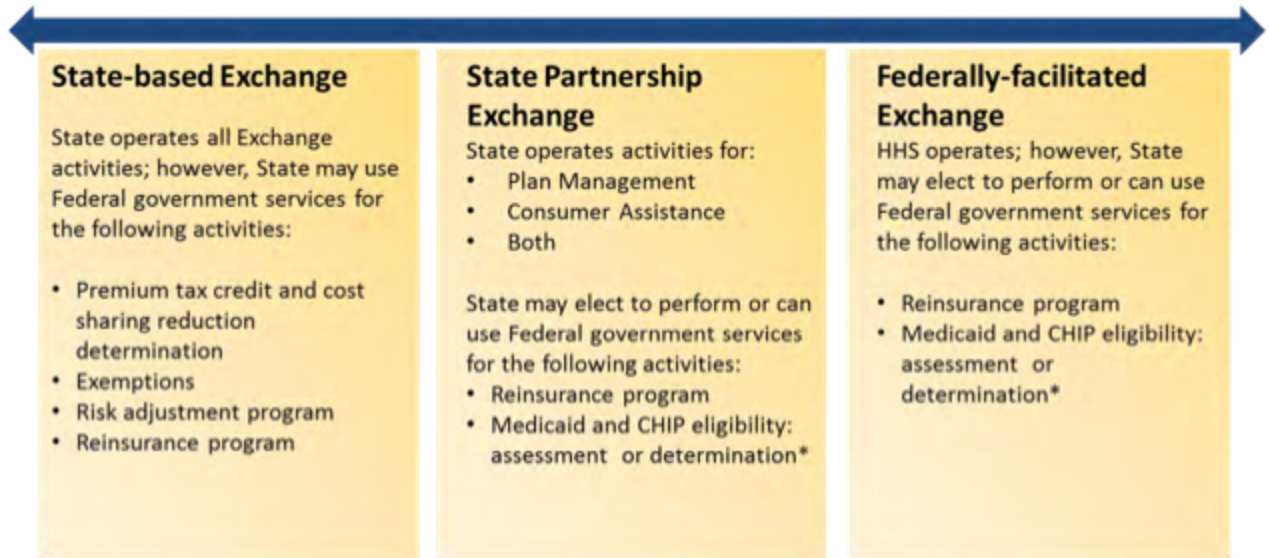 State-based Exchange
State operates all Exchange
activities; however, State may use
Federal government services for
the following activities:
• Premium tax credit and cost
sharing reduction
determination
• Exemptions
• Risk adjustment program
• Reinsurance program
State Partnership
Exchange
State operates activities for:
• Plan Management
• Consumer Assistance
• Both
State may elect to perform or can
use Federal government services
for the following activities:
• Reinsurance program
• Medicaid and CHIP eligibility:
assessment or determination*
Federally-facilitated
Exchange
HHS operates; however, State
may elect to perform or can use
Federal government services for
the following activities:
• Reinsurance program
• Medicaid and CHIP eligibility:
assessment or
determination*